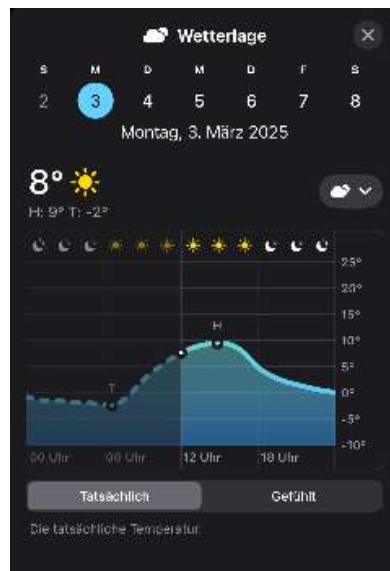 Wetterlage
S M D M D F S
2 3 4 5 6 7 8
Montag, 3. März 2025
8°
H: 9° T: -2°
25°
20°
15°
H
10°
5°
T
0°
-5°
-10°
00 Uhr 06 Uhr 12 Uhr 18 Uhr
Tatsächlich Gefühlt
Die tatsächliche Temperatur.